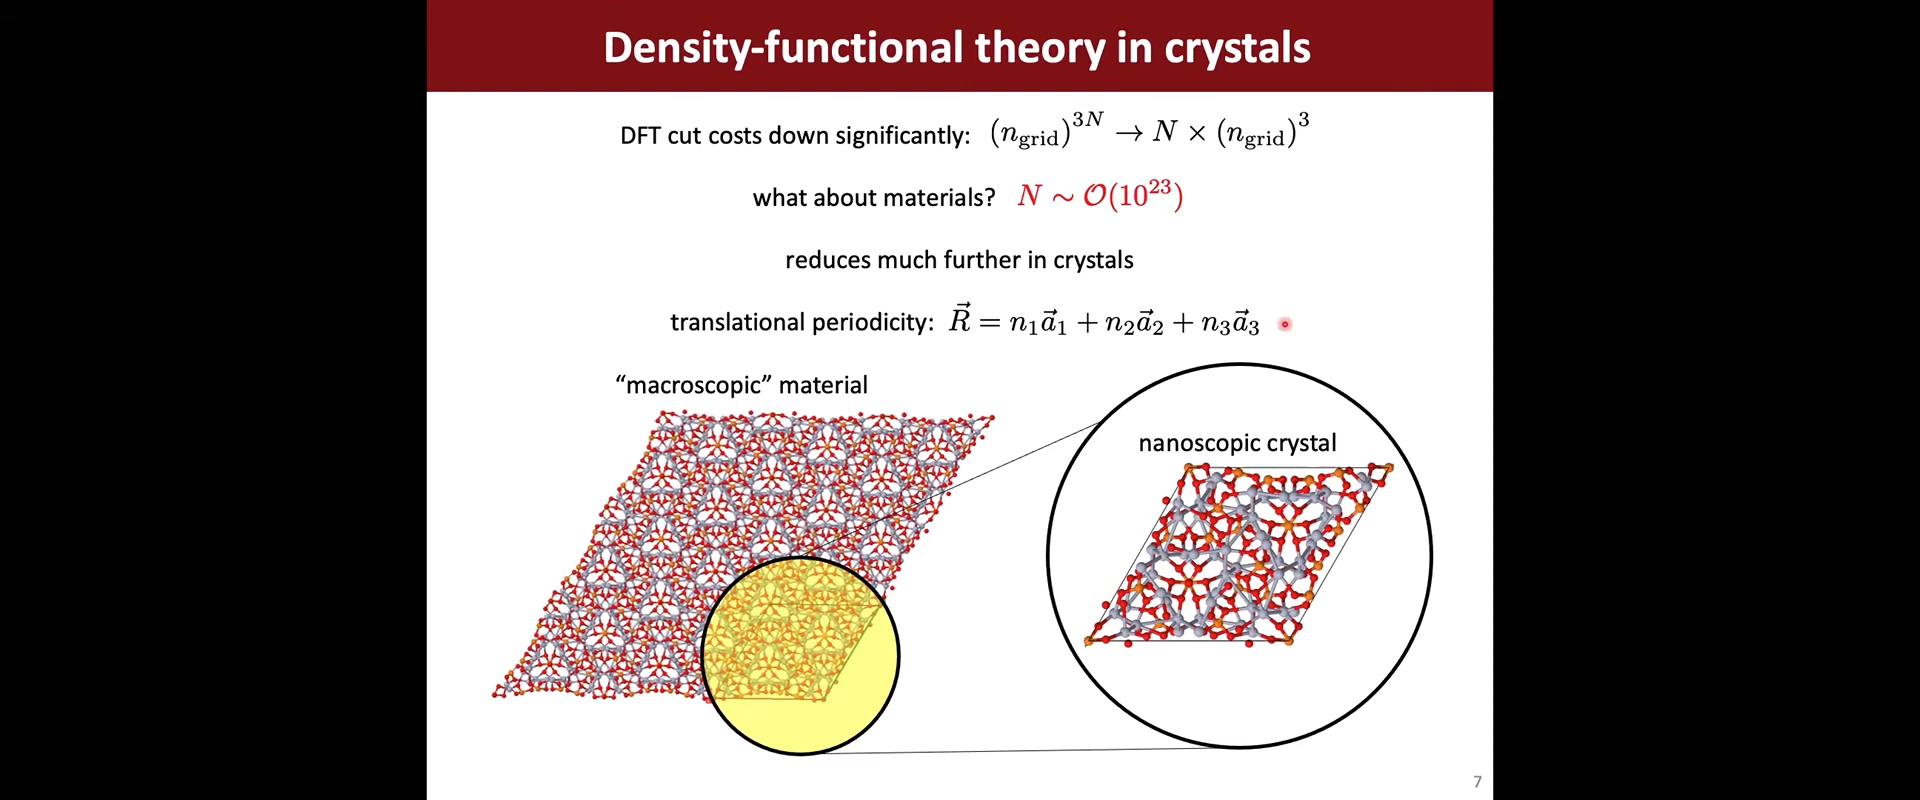 Density-functional theory in crystals
DFT cut costs down significantly: (n_grid)^{3N} → N × (n_grid)^3
what about materials? N ∼ 𝒪(10^{23})
reduces much further in crystals
translational periodicity: R⃗ = n₁a⃗₁ + n₂a⃗₂ + n₃a⃗₃
“macroscopic” material
nanoscopic crystal
7